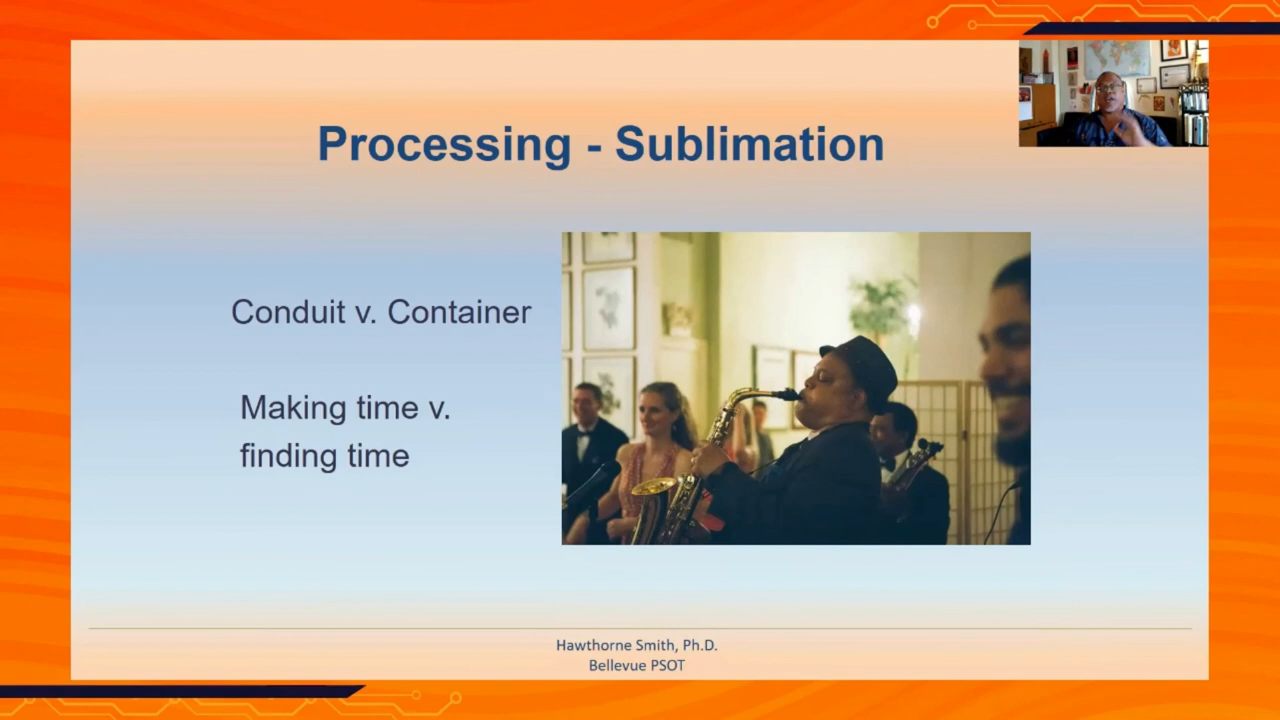 Processing - Sublimation
Conduit v. Container
Making time v.
finding time
Hawthorne Smith, Ph.D.
Bellevue PSOT